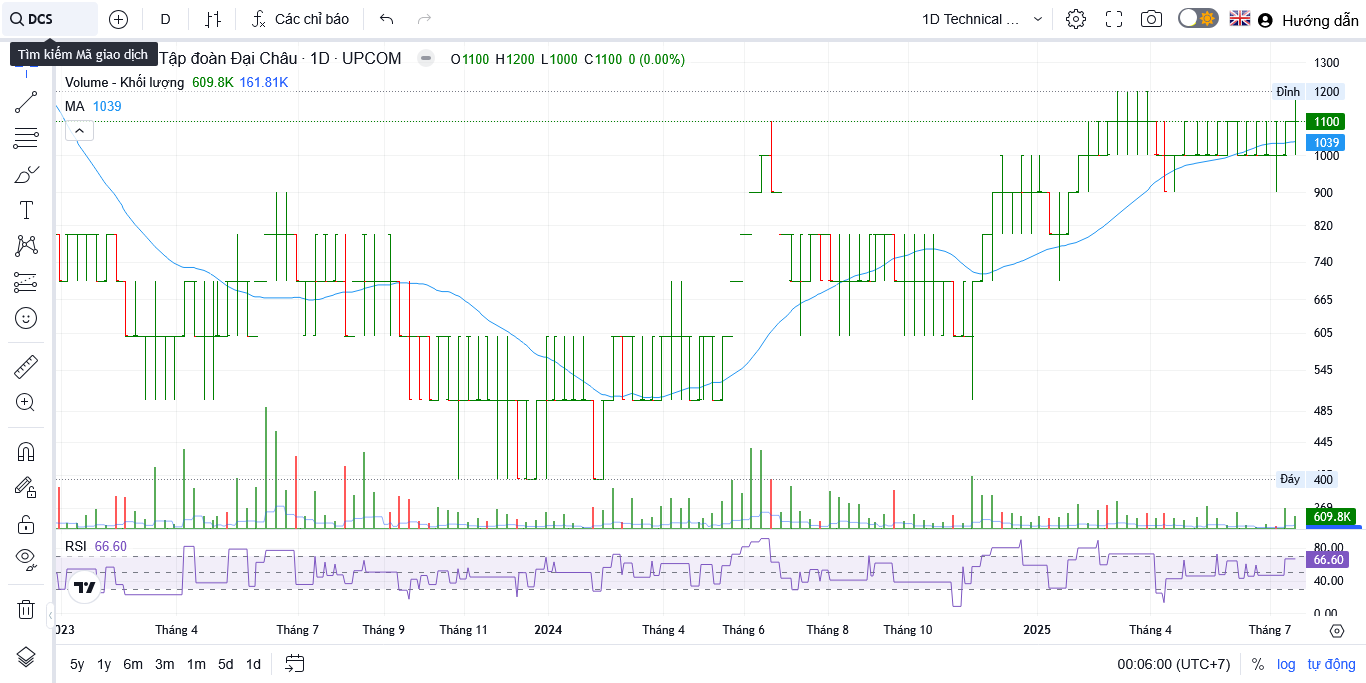 DCS D Các chỉ báo 1D Technical ... Hướng dẫn
Tìm kiếm Mã giao dịch
Tập đoàn Đại Châu · 1D · UPCOM O1100 H1200 L1000 C1100 0 (0.00%)
Volume - Khối lượng 609.8K 161.81K
MA 1039
1300
Đỉnh 1200
1100
1039
1000
900
820
740
665
605
545
485
445
Đáy 400
609.8K
RSI 66.60
80.00
66.60
40.00
0.00
023 Tháng 4 Tháng 7 Tháng 9 Tháng 11 2024 Tháng 4 Tháng 6 Tháng 8 Tháng 10 2025 Tháng 4 Tháng 7
5y 1y 6m 3m 1m 5d 1d 00:06:00 (UTC+7) % log tự động